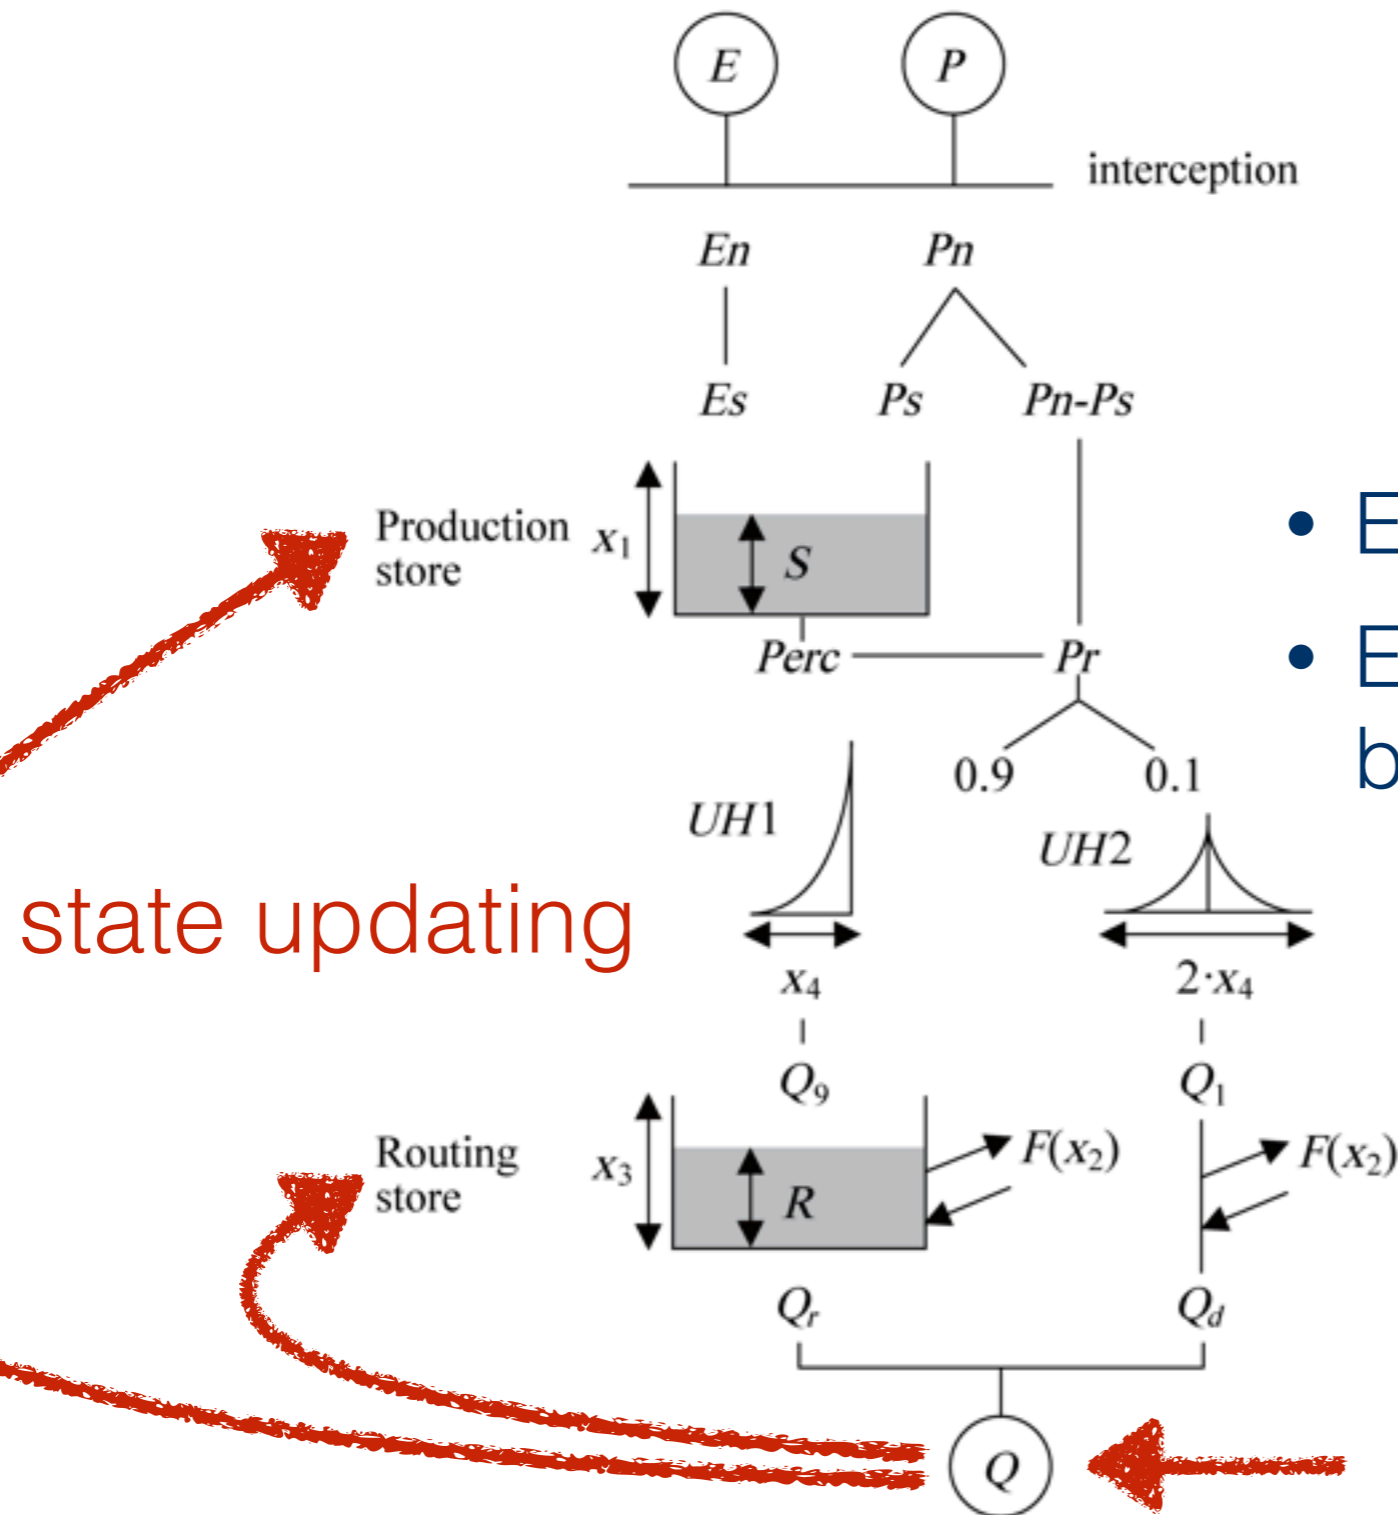 E P
interception
En Pn
Es Ps Pn-Ps
Production
store
x₁
S
Perc Pr
• E
• E
b
0.9 0.1
UH1
UH2
state updating
x₄ 2·x₄
Q₉ Q₁
Routing
store
x₃
R
F(x₂) F(x₂)
Qᵣ Q_d
Q